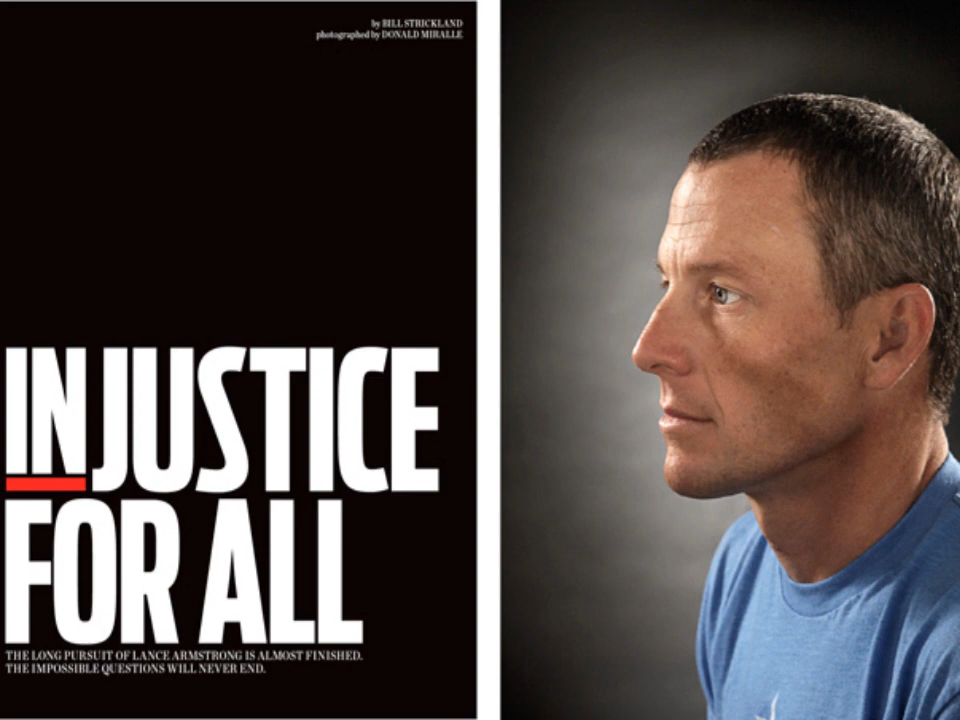 by BILL STRICKLAND
photographed by DONALD MIRALLE
INJUSTICE
FOR ALL
THE LONG PURSUIT OF LANCE ARMSTRONG IS ALMOST FINISHED.
THE IMPOSSIBLE QUESTIONS WILL NEVER END.